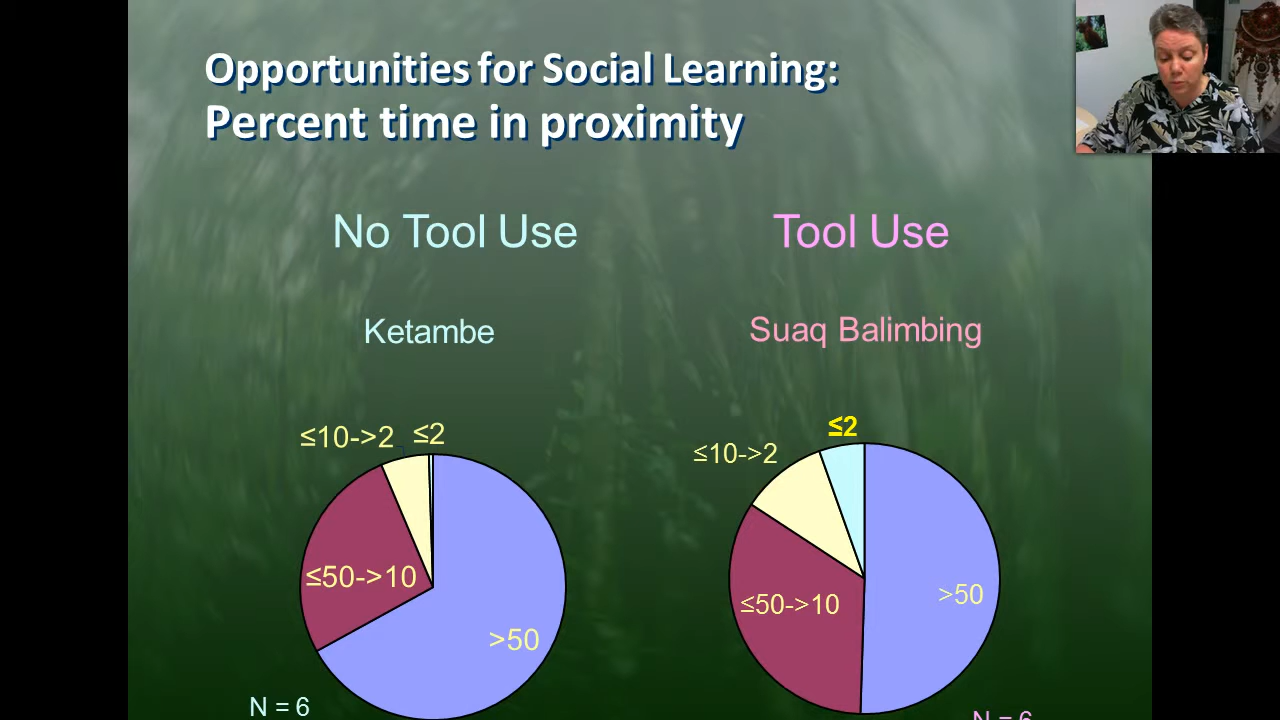 Opportunities for Social Learning:
Percent time in proximity
No Tool Use
Tool Use
Ketambe
Suaq Balimbing
≤10->2
≤2
≤50->10
>50
N = 6
≤2
≤10->2
≤50->10
>50
N = 6